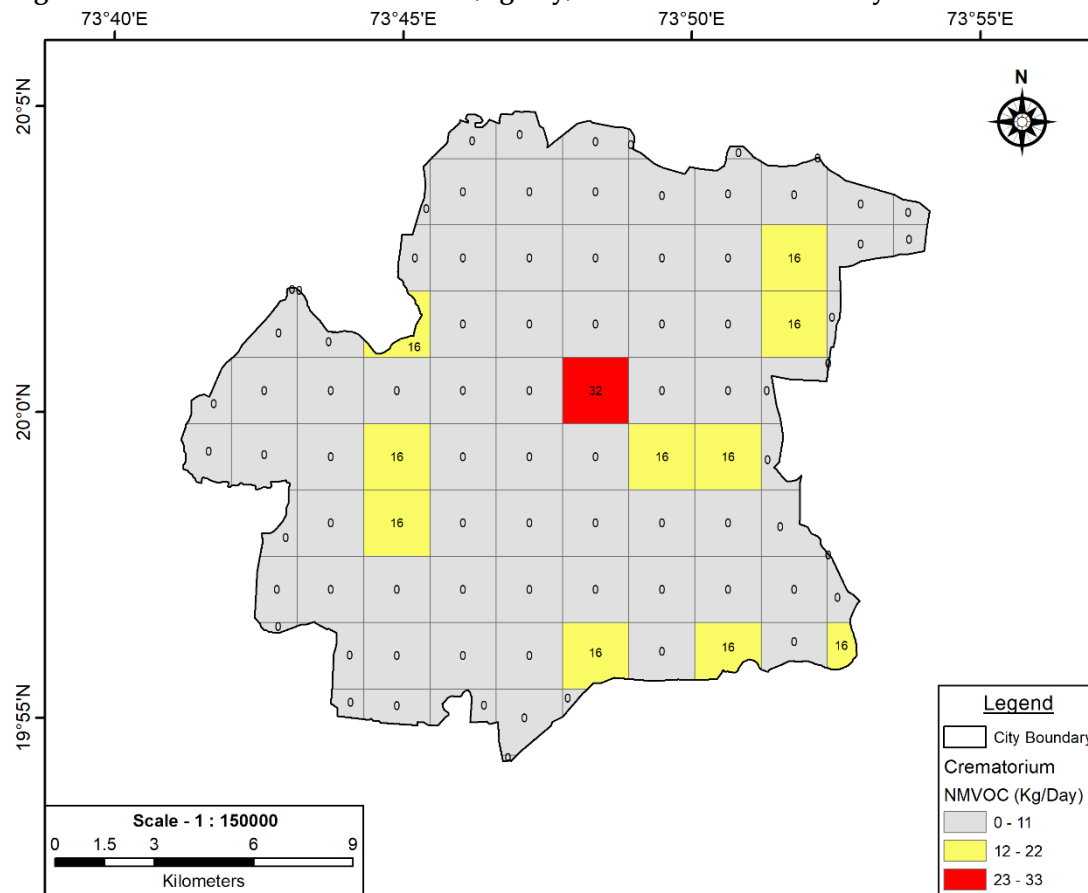 73°40'E 73°45'E 73°50'E 73°55'E
N
20°5'N
0 0 0 0 0 0
0 0 0 0 0 0 0 0 0
0 0 0 0 0 0 16 0 0
0 0
0 0 16 0 0 0 0 0 16 0
0 0 0 0 0 32 0 0 0 0
20°0'N
0 0 0 16 0 0 0 16 16 0
0 0 16 0 0 0 0 0 0 0
0 0 0 0 0 0 0 0 0 0
0
0 0 0 0 16 0 16 0 16
0 0 0 0 0
19°55'N
0
Legend
City Boundary
Crematorium
NMVOC (Kg/Day)
0 - 11
12 - 22
23 - 33
Scale - 1 : 150000
0 1.5 3 6 9
Kilometers